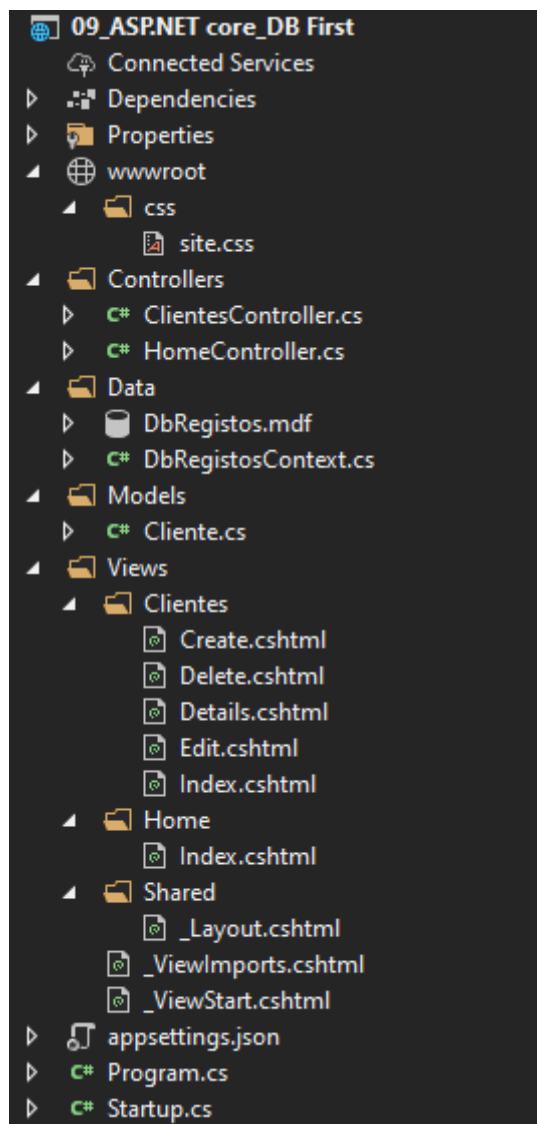 09_ASP.NET core_DB First
Connected Services
Dependencies
Properties
wwwroot
css
site.css
Controllers
C# ClientesController.cs
C# HomeController.cs
Data
DbRegistos.mdf
C# DbRegistosContext.cs
Models
C# Cliente.cs
Views
Clientes
Create.cshtml
Delete.cshtml
Details.cshtml
Edit.cshtml
Index.cshtml
Home
Index.cshtml
Shared
_Layout.cshtml
_ViewImports.cshtml
_ViewStart.cshtml
appsettings.json
C# Program.cs
C# Startup.cs